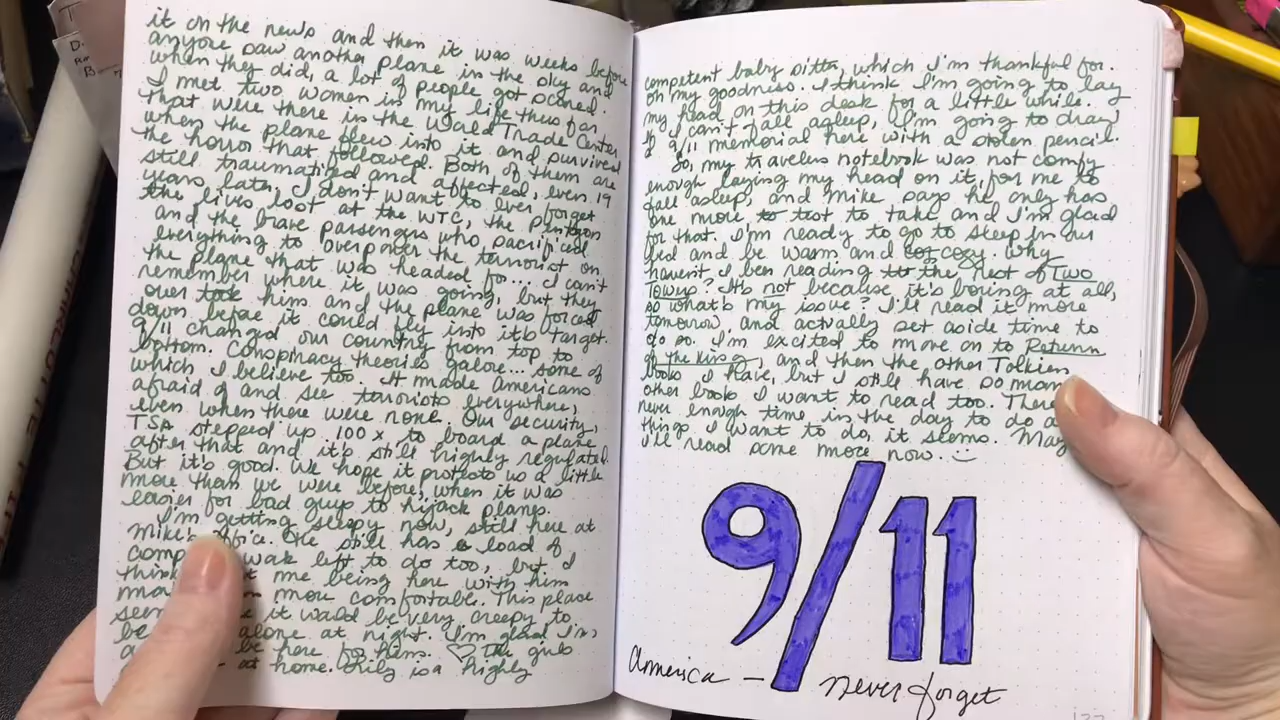 it on the news and then it was weeks before
anyone saw another plane in the sky and
when they did, a lot of people got scared.
I met two women in my life thus far
that were there in the World Trade Center
when the plane flew into it and survived
the horror that followed. Both of them are
still traumatized and affected, even 19
years later. I don't want to ever forget
the lives lost at the WTC, the Pentagon
and the brave passengers who sacrificed
everything to overpower the terrorist on
the plane that was headed for... I can't
remember where it was going, but they
over took him and the plane was forced
down before it could fly into it's target.
9/11 changed our country from top to
bottom. Conspiracy theories galore... some of
which I believe too. It made Americans
afraid of and see terrorists everywhere,
even when there were none. Our security,
TSA stepped up 100 x to board a plane
after that and it's still highly regulated.
But it's good. We hope it protects us a little
more than we were before, when it was
easier for bad guys to hijack planes.
I'm getting sleepy now, still here at
Mike's office. He still has a load of
work left to do too, but I
think me being here with him
more comfortable. This place
it would be very creepy to
be alone at night. I'm glad I'm
be here for him. ♡ The girls
at home. Emily is a highly
competent baby sitter, which I'm thankful for.
Oh my goodness. I think I'm going to lay
my head on this desk for a little while.
If I can't fall asleep, I'm going to draw
a 9/11 memorial here with a stolen pencil.
So, my travelers notebook was not comfy
enough laying my head on it, for me to
fall asleep, and Mike says he only has
one more to test to take, and I'm glad
for that. I'm ready to go to sleep in our
bed and be warm and cozy. Why
haven't I been reading the rest of Two
Towers? It's not because it's boring at all,
so what's my issue? I'll read it more
tomorrow, and actually set aside time to
do so. I'm excited to move on to Return
of the King, and then the other Tolkien
books I have, but I still have so many
other books I want to read too. There
never enough time in the day to do
things I want to do, it seems. May
I'll read some more now. :)
9/11
America – never forget